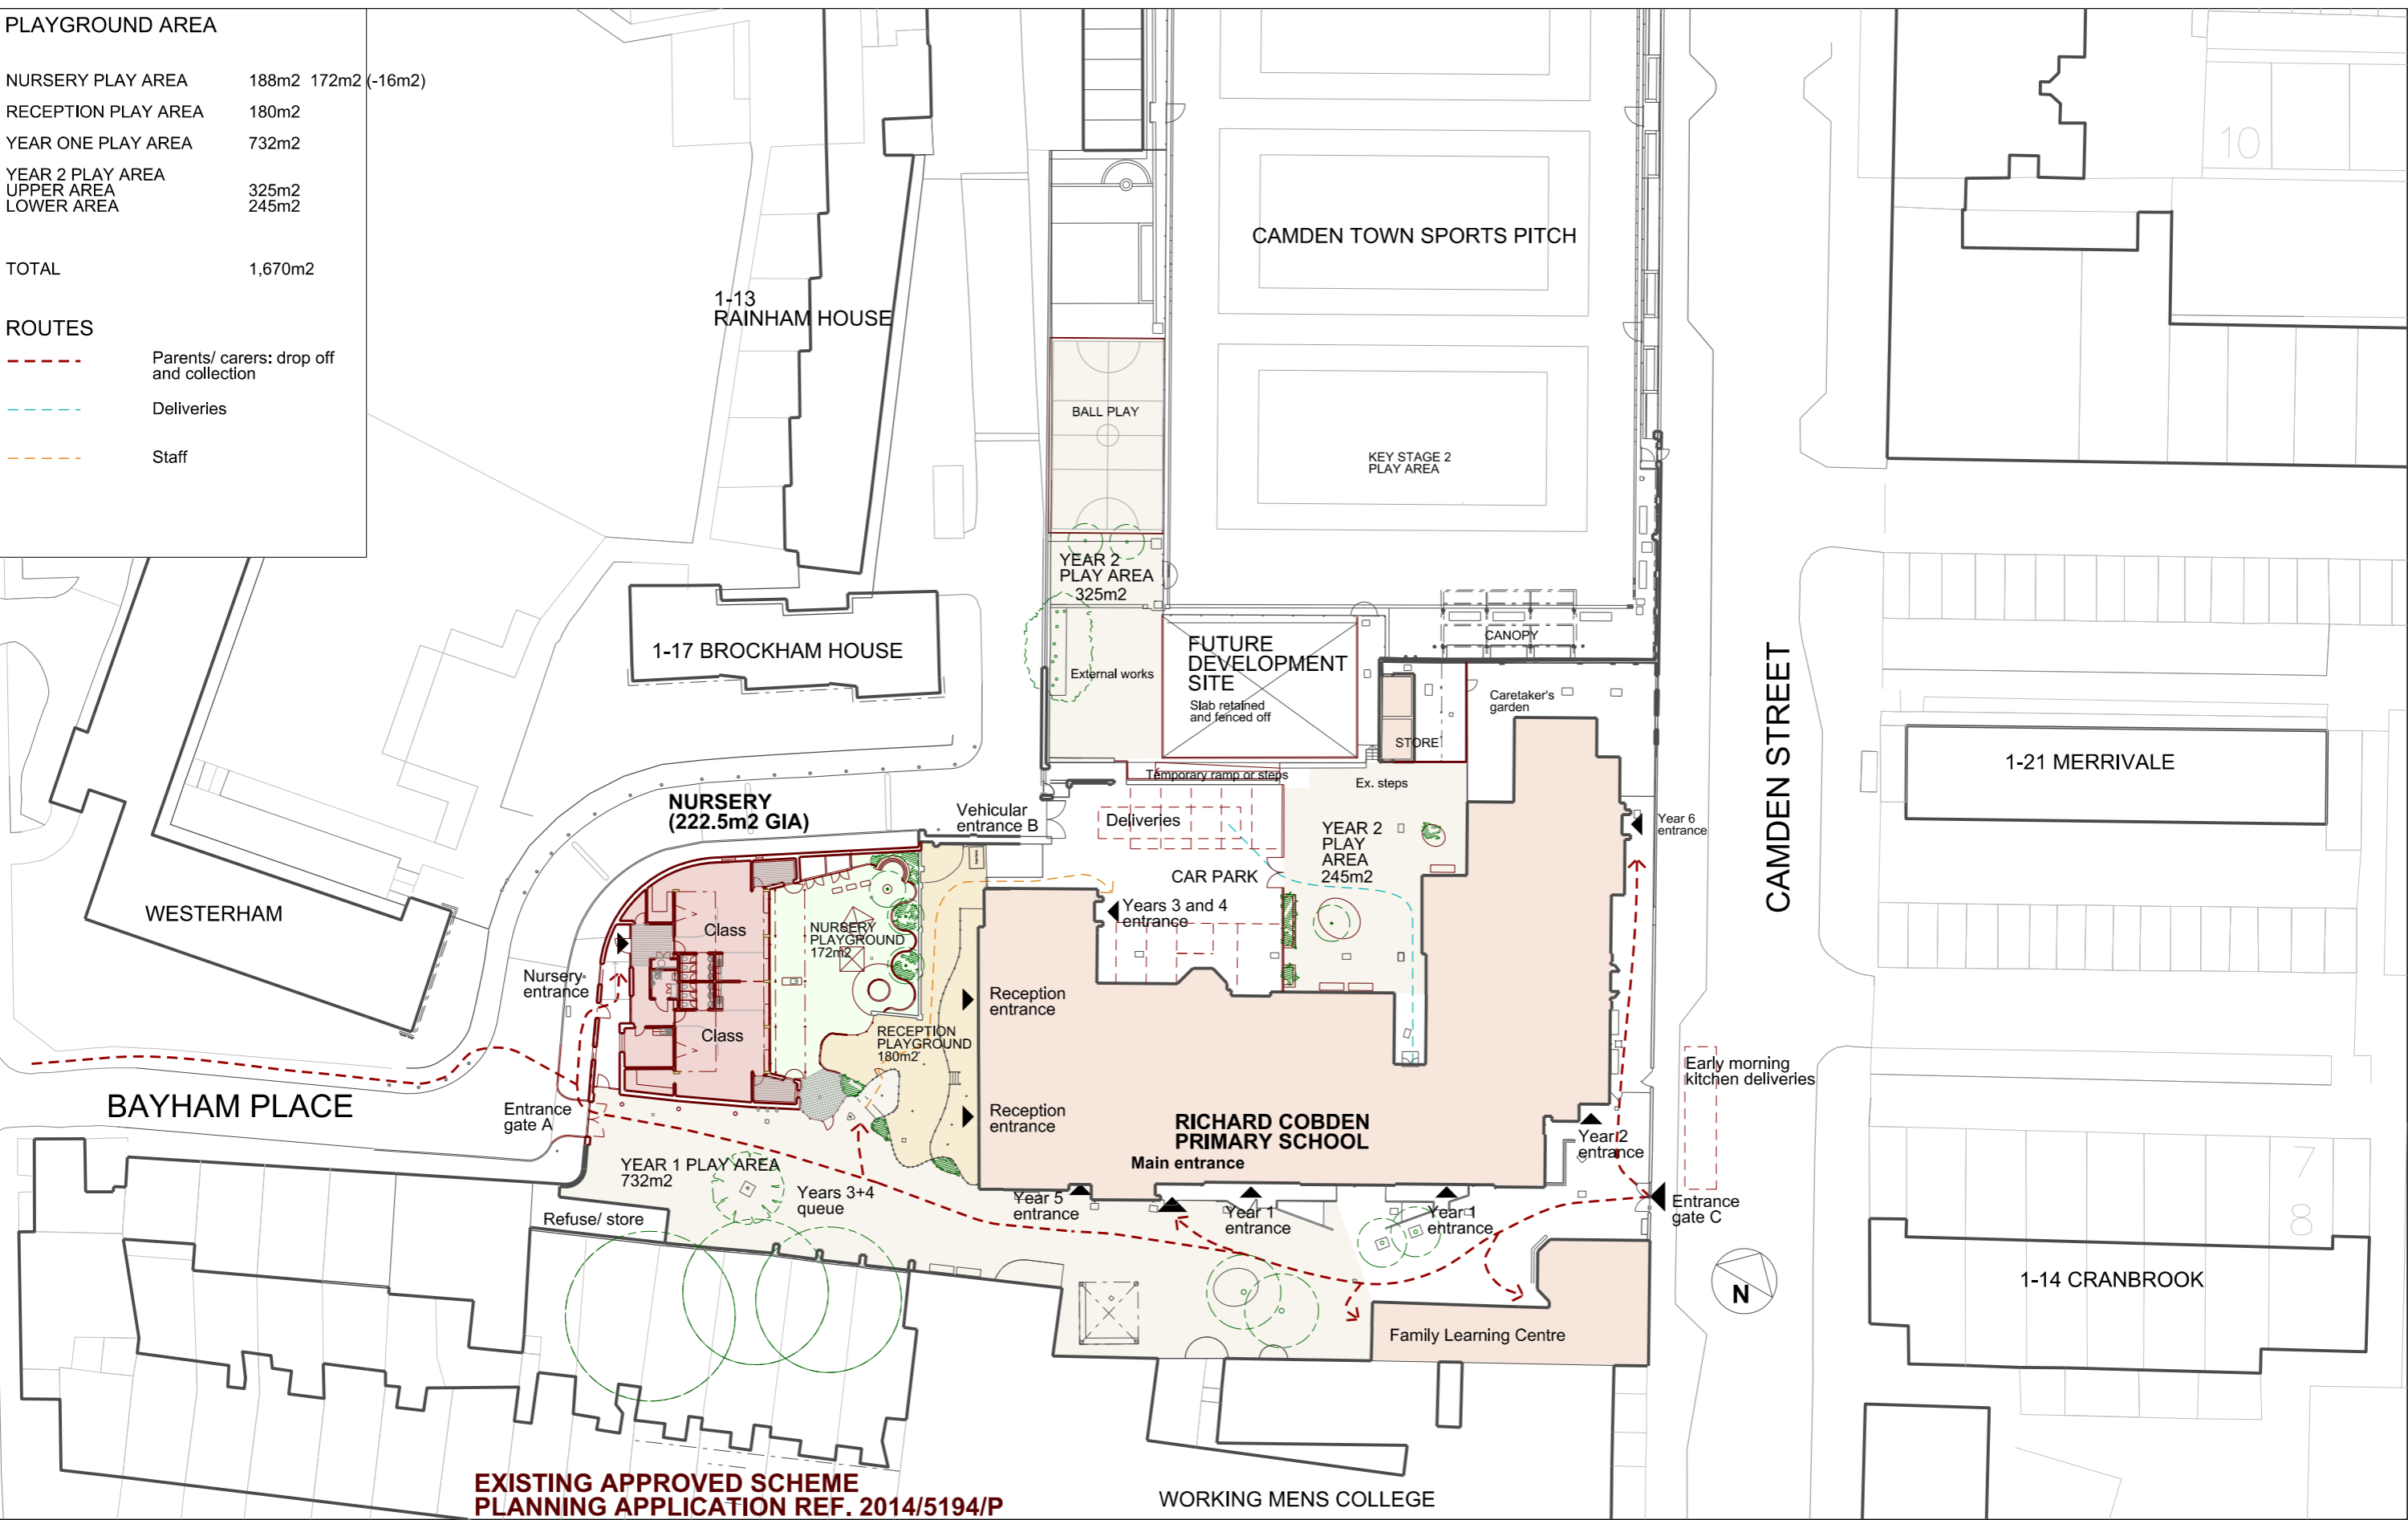 PLAYGROUND AREA
NURSERY PLAY AREA 188m2 172m2 (-16m2)
RECEPTION PLAY AREA 180m2
YEAR ONE PLAY AREA 732m2
YEAR 2 PLAY AREA
UPPER AREA 325m2
LOWER AREA 245m2
TOTAL 1,670m2
ROUTES
Parents/ carers: drop off
and collection
Deliveries
Staff
10
CAMDEN TOWN SPORTS PITCH
1-13
RAINHAM HOUSE
BALL PLAY
KEY STAGE 2
PLAY AREA
YEAR 2
PLAY AREA
325m2
1-17 BROCKHAM HOUSE
External works
FUTURE
DEVELOPMENT
SITE
Slab retained
and fenced off
CANOPY
Caretaker's
garden
STORE
CAMDEN STREET
1-21 MERRIVALE
Temporary ramp or steps
Ex. steps
NURSERY
(222.5m2 GIA)
Vehicular
entrance B
Deliveries
YEAR 2
PLAY
AREA
245m2
Year 6
entrance
CAR PARK
WESTERHAM
Years 3 and 4
entrance
Class
NURSERY
PLAYGROUND
172m2
Nursery
entrance
Reception
entrance
Class
RECEPTION
PLAYGROUND
180m2
Early morning
kitchen deliveries
BAYHAM PLACE
Entrance
gate A
Reception
entrance
RICHARD COBDEN
PRIMARY SCHOOL
Main entrance
Year 2
entrance
YEAR 1 PLAY AREA
732m2
Years 3+4
queue
Year 5
entrance
Year 1
entrance
Year 1
entrance
Entrance
gate C
Refuse/ store
7
8
N
1-14 CRANBROOK
Family Learning Centre
EXISTING APPROVED SCHEME
PLANNING APPLICATION REF. 2014/5194/P
WORKING MENS COLLEGE